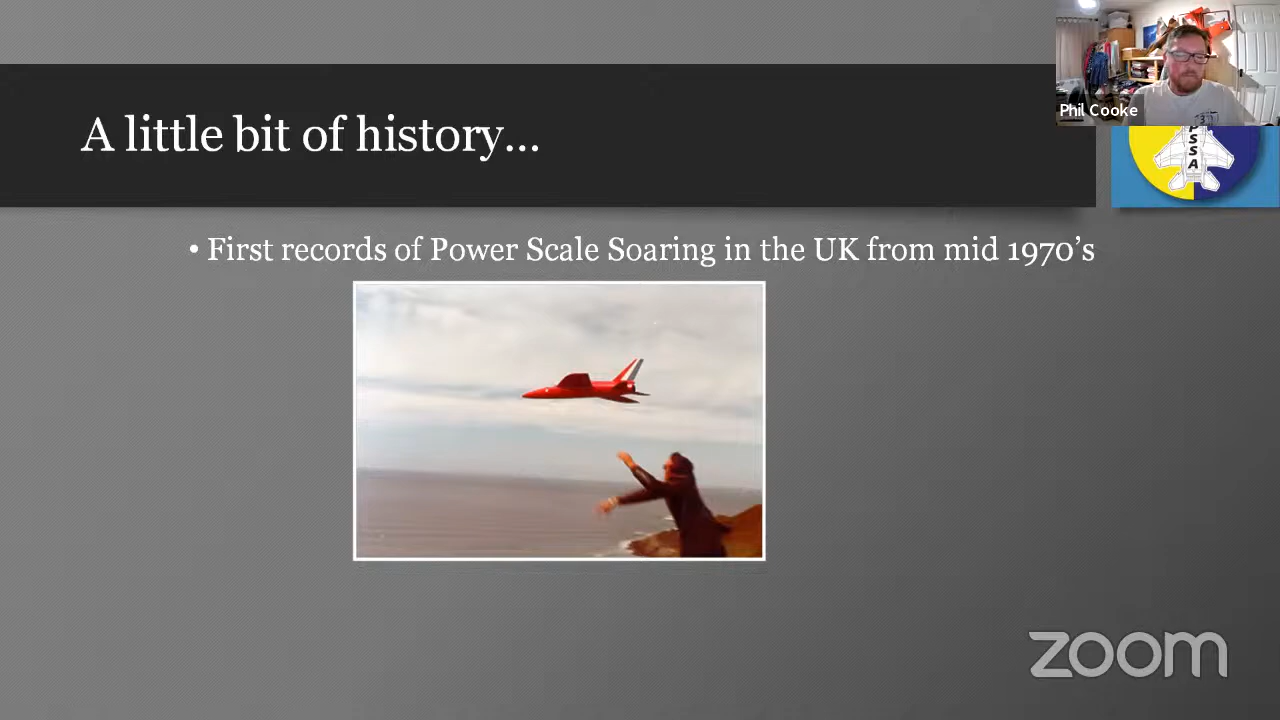 Phil Cooke
A little bit of history...
PSSA
• First records of Power Scale Soaring in the UK from mid 1970’s
zoom